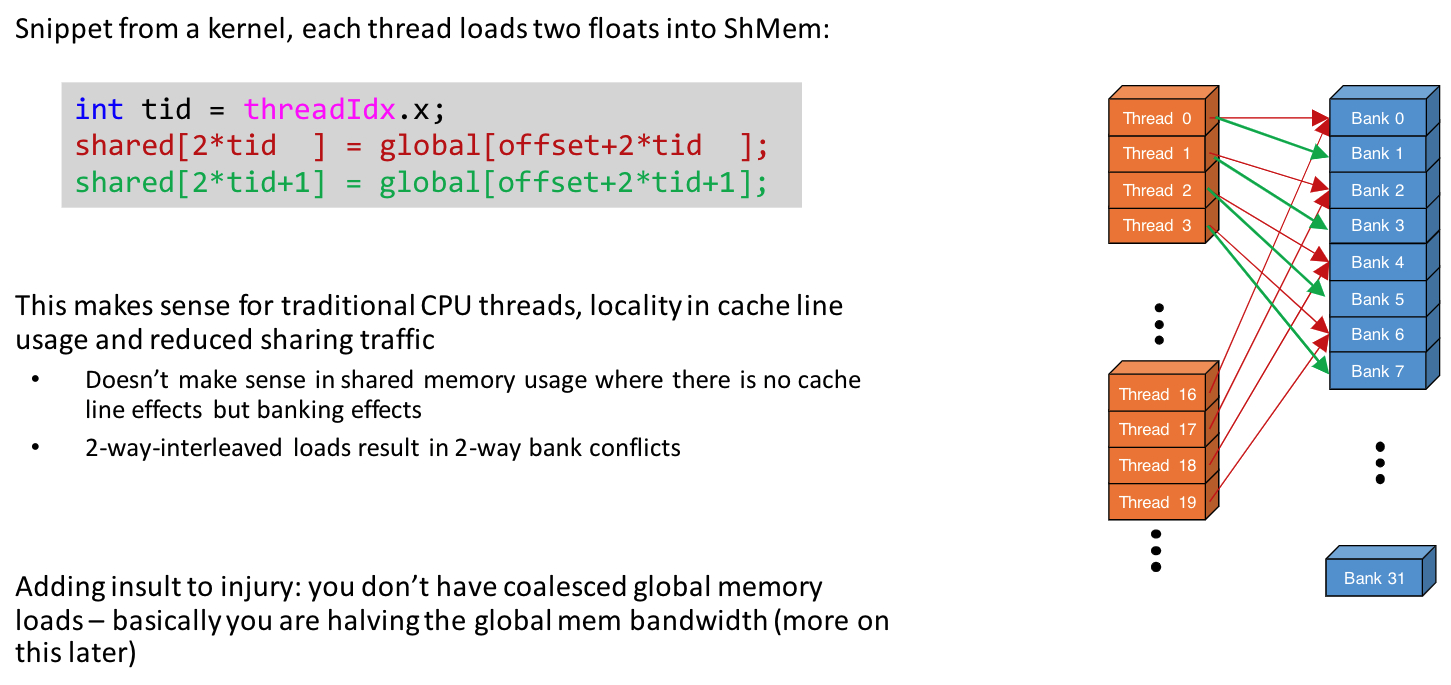 Snippet from a kernel, each thread loads two floats into ShMem:
int tid = threadIdx.x;
shared[2*tid  ] = global[offset+2*tid  ];
shared[2*tid+1] = global[offset+2*tid+1];
This makes sense for traditional CPU threads, locality in cache line
usage and reduced sharing traffic
• Doesn’t make sense in shared memory usage where there is no cache
line effects but banking effects
• 2-way-interleaved loads result in 2-way bank conflicts
Adding insult to injury: you don’t have coalesced global memory
loads – basically you are halving the global mem bandwidth (more on
this later)
Thread 0
Thread 1
Thread 2
Thread 3
Thread 16
Thread 17
Thread 18
Thread 19
Bank 0
Bank 1
Bank 2
Bank 3
Bank 4
Bank 5
Bank 6
Bank 7
Bank 31